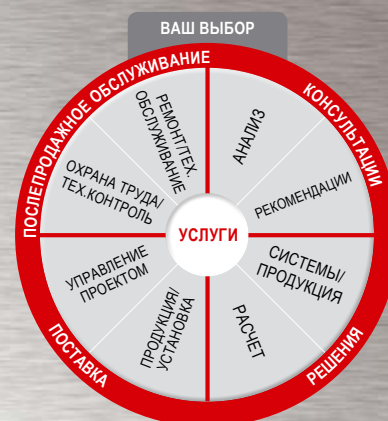 ВАШ ВЫБОР
ПОСЛЕПРОДАЖНОЕ ОБСЛУЖИВАНИЕ
КОНСУЛЬТАЦИИ
РЕМОНТ/ТЕХ.
ОБСЛУЖИВАНИЕ
АНАЛИЗ
ОХРАНА ТРУДА/
ТЕХ.КОНТРОЛЬ
РЕКОМЕНДАЦИИ
УСЛУГИ
УПРАВЛЕНИЕ
ПРОЕКТОМ
СИСТЕМЫ/
ПРОДУКЦИЯ
ПРОДУКЦИЯ/
УСТАНОВКА
РАСЧЕТ
ПОСТАВКА
РЕШЕНИЯ